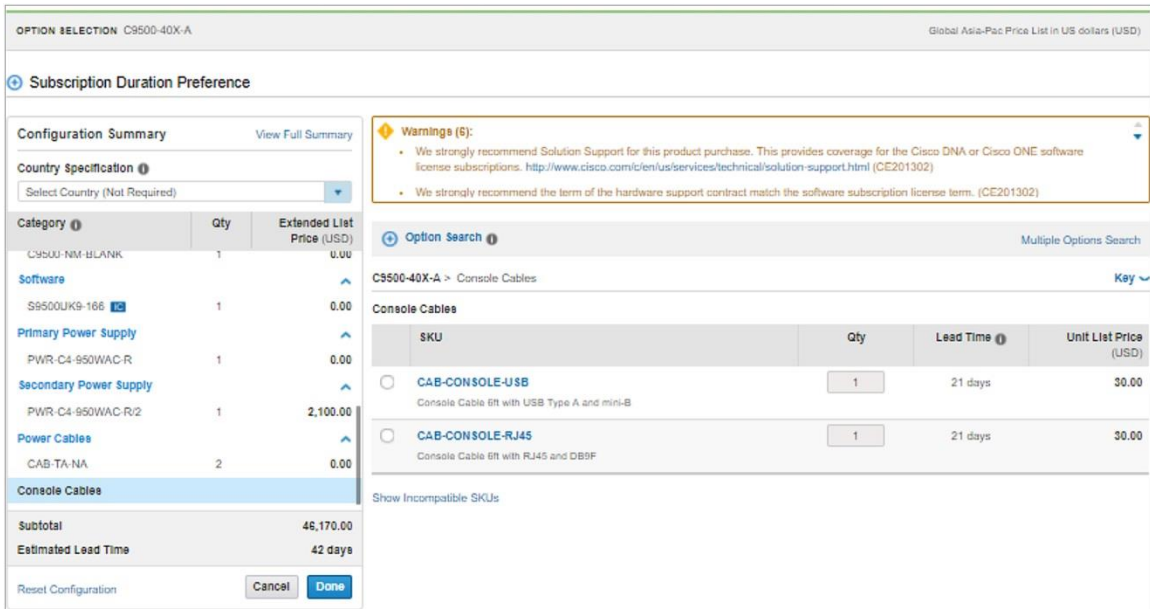 OPTION SELECTION C9500-40X-A
Global Asia-Pac Price List in US dollars (USD)
Subscription Duration Preference
Configuration Summary
View Full Summary
Country Specification
Select Country (Not Required)
Category
Qty
Extended List
Price (USD)
C9500-NM-BLANK 1 0.00
Software
S9500UK9-166 IC 1 0.00
Primary Power Supply
PWR-C4-950WAC-R 1 0.00
Secondary Power Supply
PWR-C4-950WAC-R/2 1 2,100.00
Power Cables
CAB-TA-NA 2 0.00
Console Cables
Subtotal 46,170.00
Estimated Lead Time 42 days
Reset Configuration
Cancel
Done
Warnings (6):
We strongly recommend Solution Support for this product purchase. This provides coverage for the Cisco DNA or Cisco ONE software
license subscriptions. http://www.cisco.com/c/en/us/services/technical/solution-support.html (CE201302)
We strongly recommend the term of the hardware support contract match the software subscription license term. (CE201302)
Option Search
Multiple Options Search
C9500-40X-A > Console Cables
Key
Console Cables
SKU
Qty
Lead Time
Unit List Price
(USD)
CAB-CONSOLE-USB 1 21 days 30.00
Console Cable 6ft with USB Type A and mini-B
CAB-CONSOLE-RJ45 1 21 days 30.00
Console Cable 6ft with RJ45 and DB9F
Show Incompatible SKUs